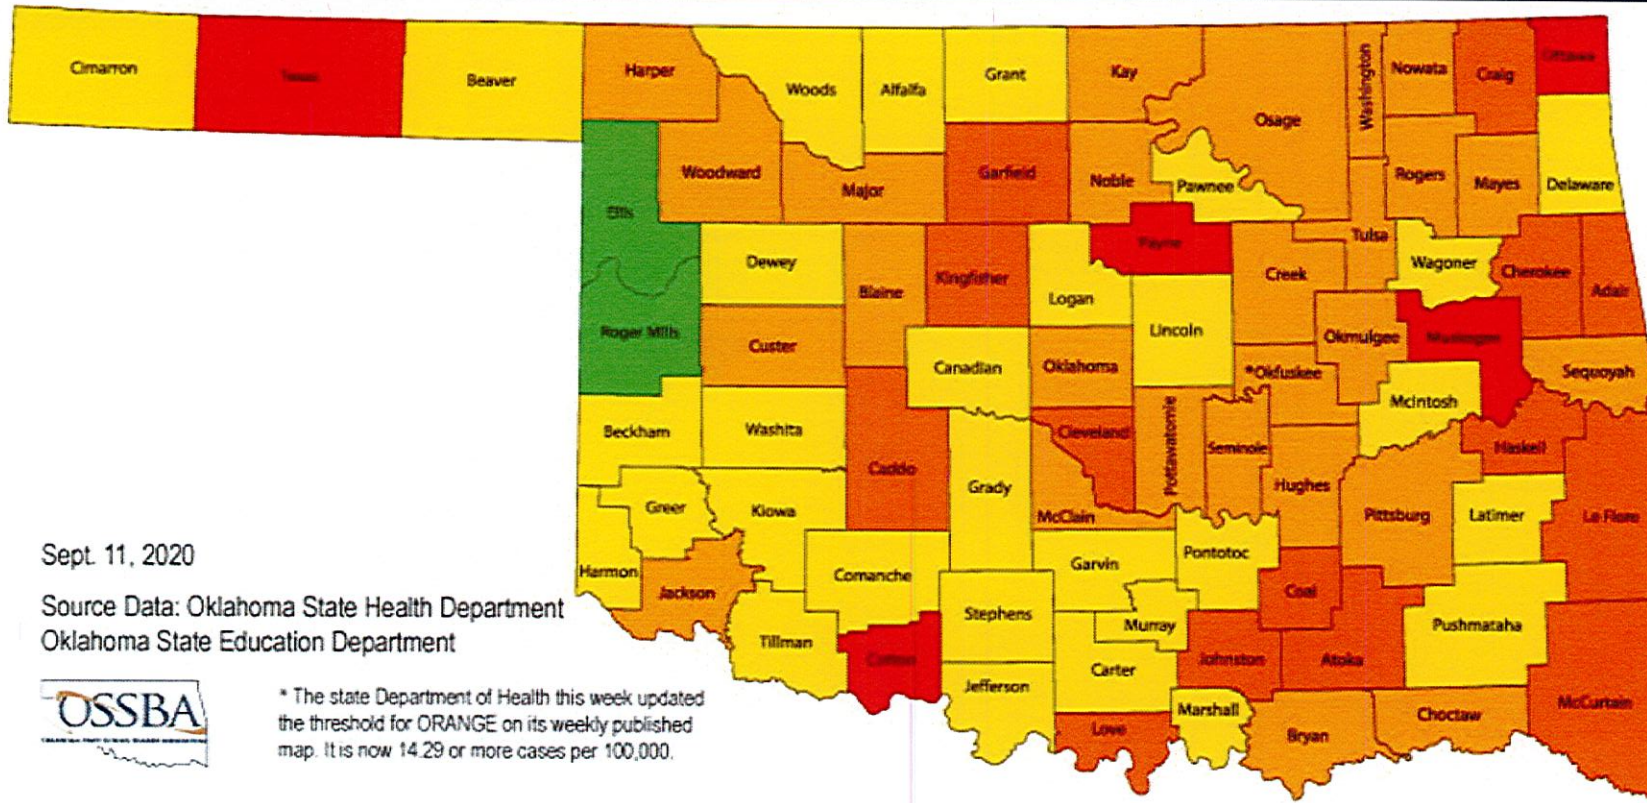 Cimarron
Texas
Beaver
Harper
Woods
Alfalfa
Grant
Kay
Osage
Washington
Nowata
Craig
Ottawa
Ellis
Woodward
Major
Garfield
Noble
Pawnee
Rogers
Mayes
Delaware
Roger Mills
Dewey
Blaine
Kingfisher
Logan
Payne
Creek
Tulsa
Wagoner
Cherokee
Adair
Custer
Canadian
Oklahoma
Lincoln
*Okfuskee
Okmulgee
Muskogee
Sequoyah
Beckham
Washita
Caddo
Grady
Cleveland
Pottawatomie
Seminole
McIntosh
Haskell
Greer
Kiowa
McClain
Hughes
Pittsburg
Latimer
Le Flore
Harmon
Jackson
Comanche
Garvin
Pontotoc
Coal
Tillman
Cotton
Stephens
Murray
Johnston
Atoka
Pushmataha
Jefferson
Carter
Love
Marshall
Bryan
Choctaw
McCurtain
Sept. 11, 2020
Source Data: Oklahoma State Health Department
Oklahoma State Education Department
OSSBA
* The state Department of Health this week updated
the threshold for ORANGE on its weekly published
map. It is now 14.29 or more cases per 100,000.